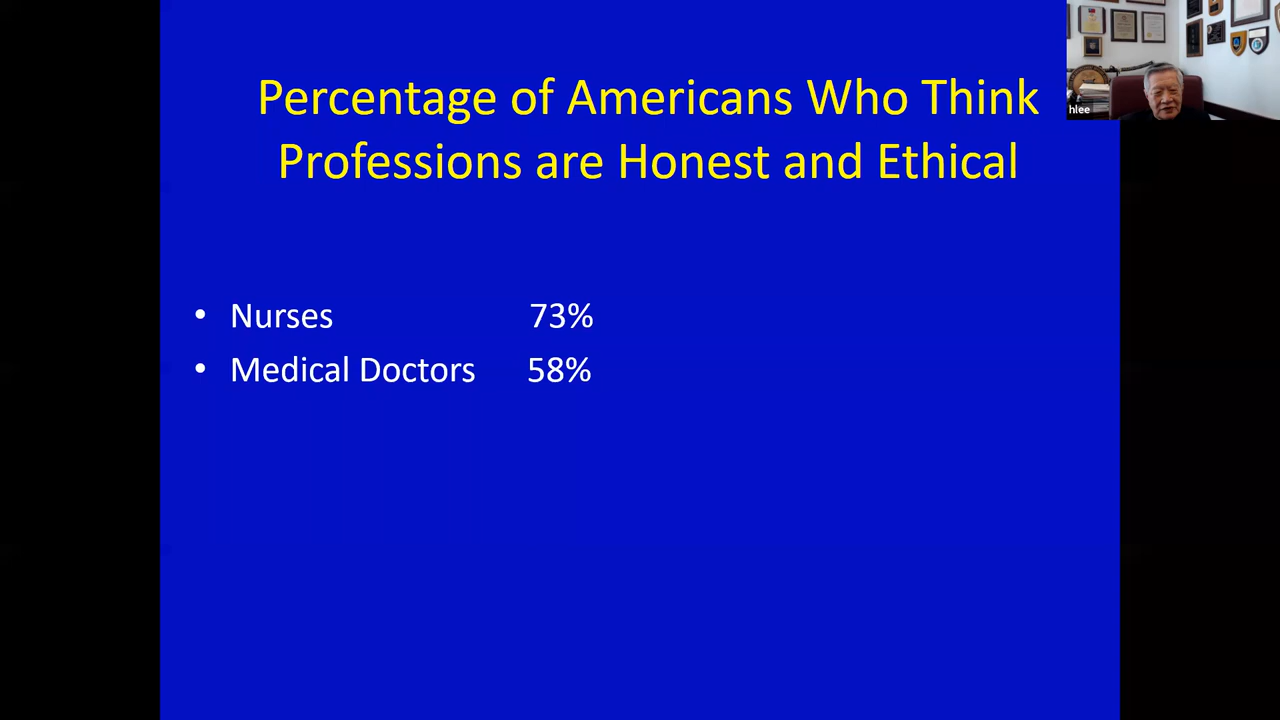 Percentage of Americans Who Think
Professions are Honest and Ethical
• Nurses 73%
• Medical Doctors 58%
hlee